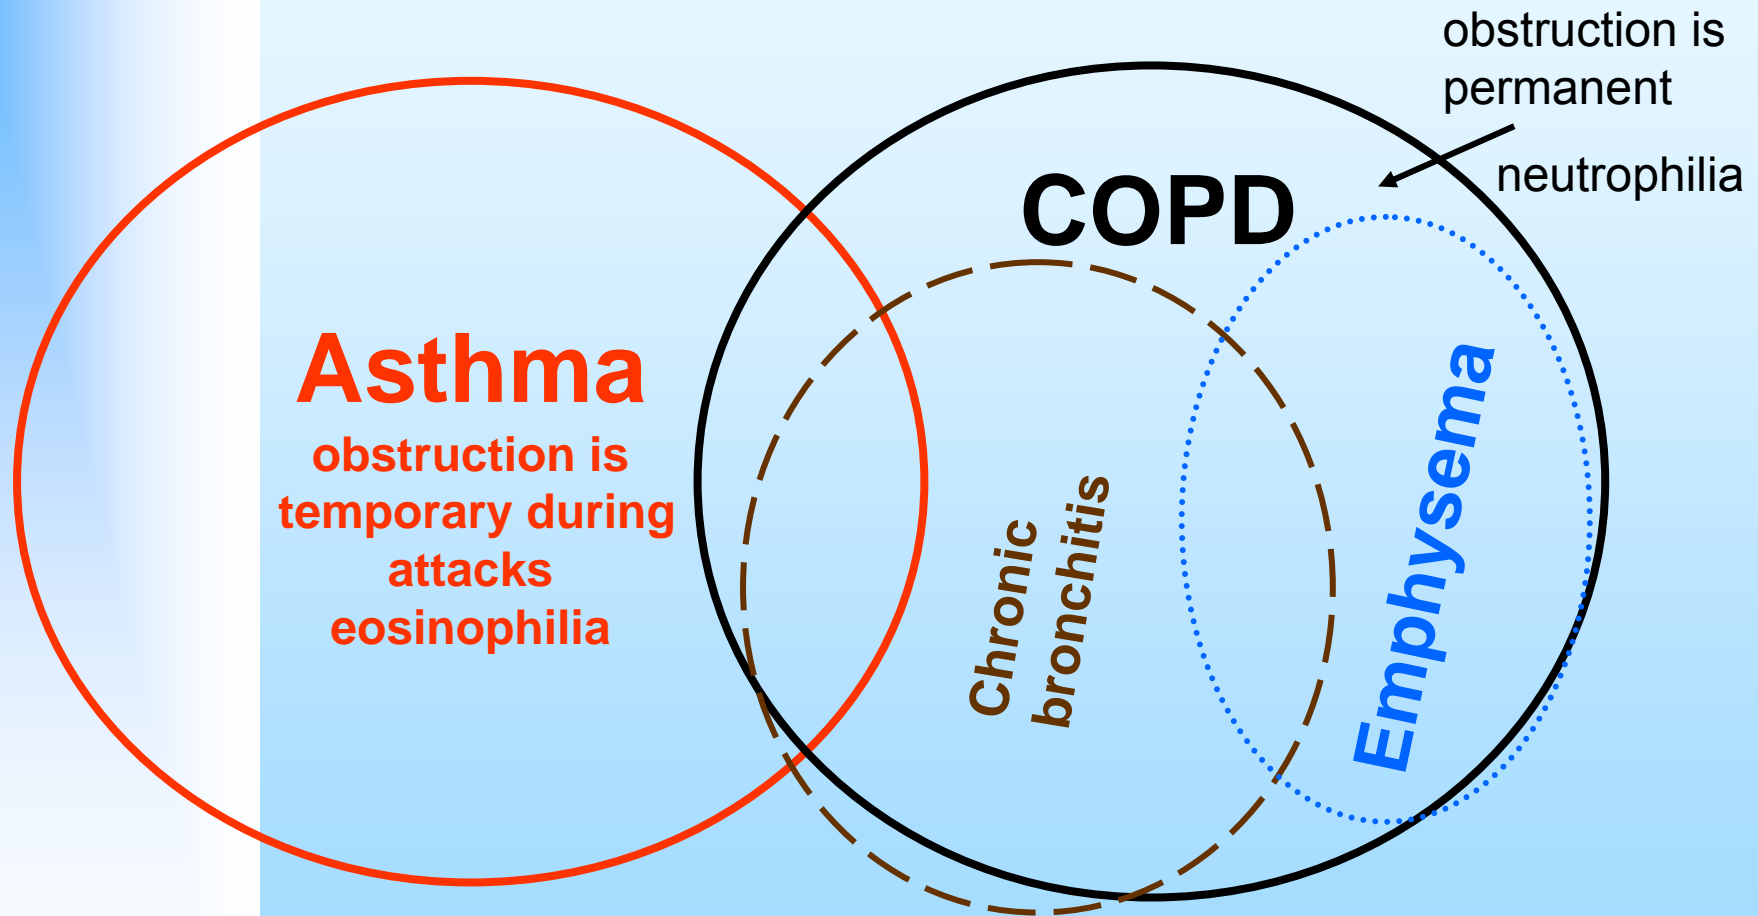 obstruction is
permanent
neutrophilia
COPD
Asthma
obstruction is
temporary during
attacks
eosinophilia
Chronic
bronchitis
Emphysema